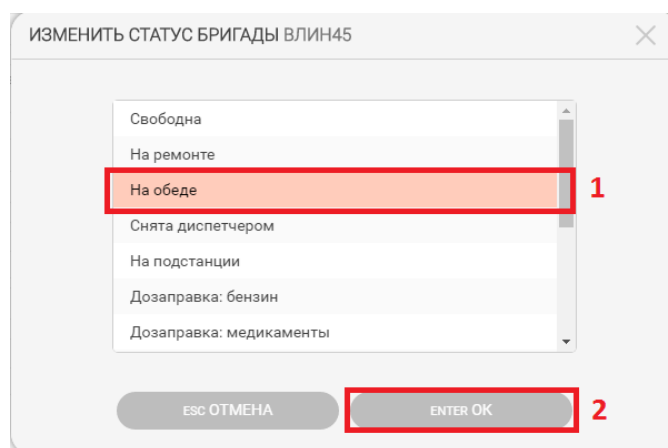 ИЗМЕНИТЬ СТАТУС БРИГАДЫ ВЛИН45
Свободна
На ремонте
На обеде 1
Снята диспетчером
На подстанции
Дозаправка: бензин
Дозаправка: медикаменты
ESC ОТМЕНА ENTER OK 2